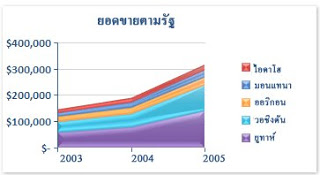 ยอดขายตามรัฐ
$400,000
$300,000
$200,000
$100,000
$-
2003 2004 2005
ไอดาโฮ
มอนแทนา
ออริกอน
วอชิงตัน
ยูทาห์